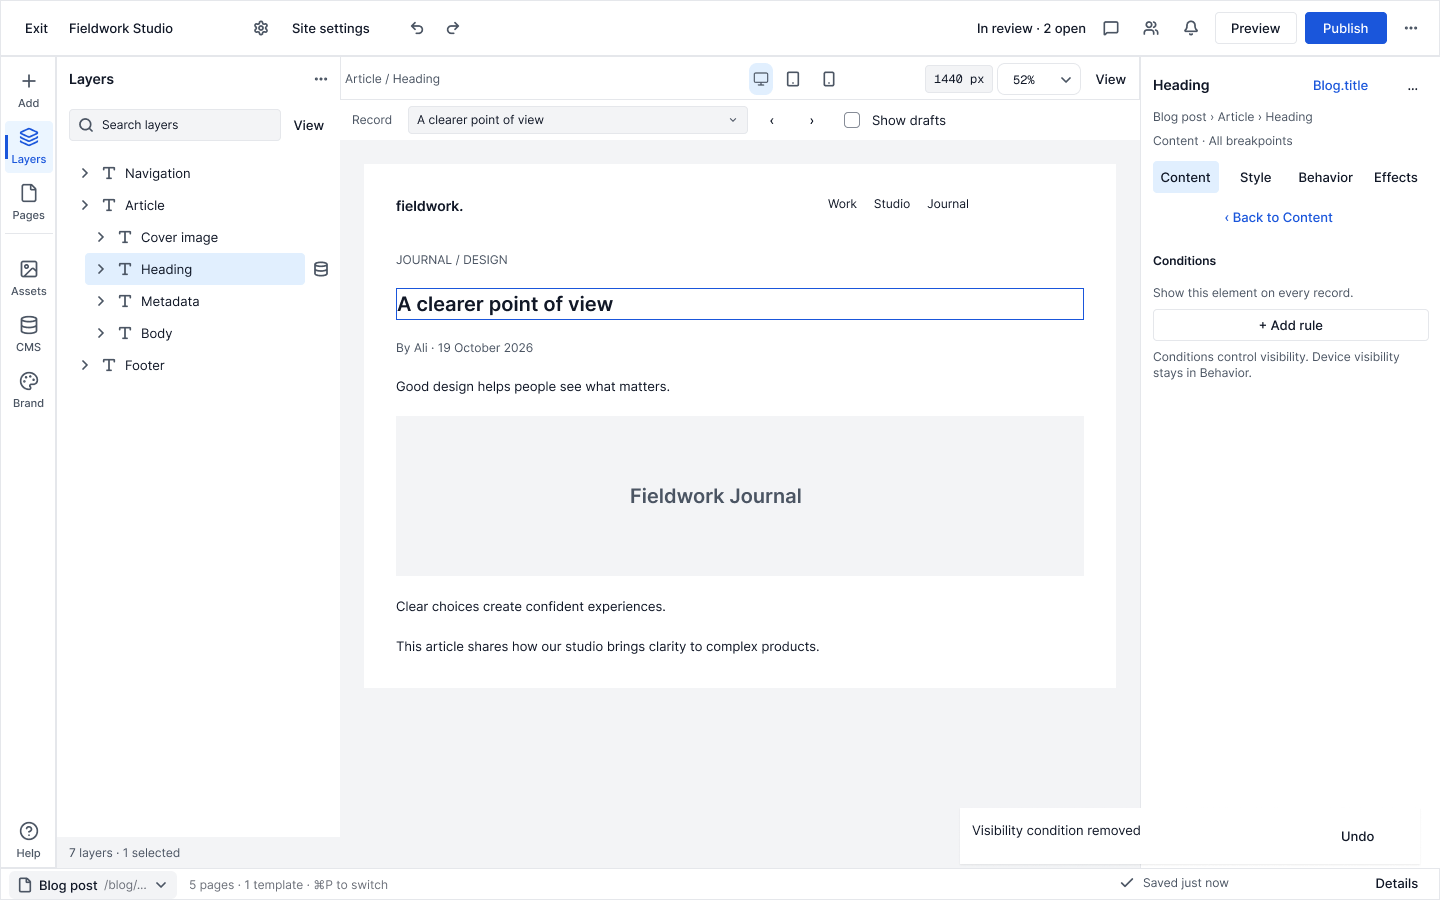 Exit
Fieldwork Studio
Site settings
In review · 2 open
Preview
Publish
Add
Layers
Pages
Assets
CMS
Brand
Help
Layers
Search layers
View
Navigation
Article
Cover image
Heading
Metadata
Body
Footer
7 layers · 1 selected
Article / Heading
1440 px
52%
View
Record
A clearer point of view
‹
›
Show drafts
fieldwork.
Work
Studio
Journal
JOURNAL / DESIGN
A clearer point of view
By Ali · 19 October 2026
Good design helps people see what matters.
Fieldwork Journal
Clear choices create confident experiences.
This article shares how our studio brings clarity to complex products.
Heading
Blog.title
...
Blog post › Article › Heading
Content · All breakpoints
Content
Style
Behavior
Effects
‹ Back to Content
Conditions
Show this element on every record.
+ Add rule
Conditions control visibility. Device visibility
stays in Behavior.
Visibility condition removed
Undo
Blog post
/blog/...
5 pages · 1 template · ⌘P to switch
Saved just now
Details